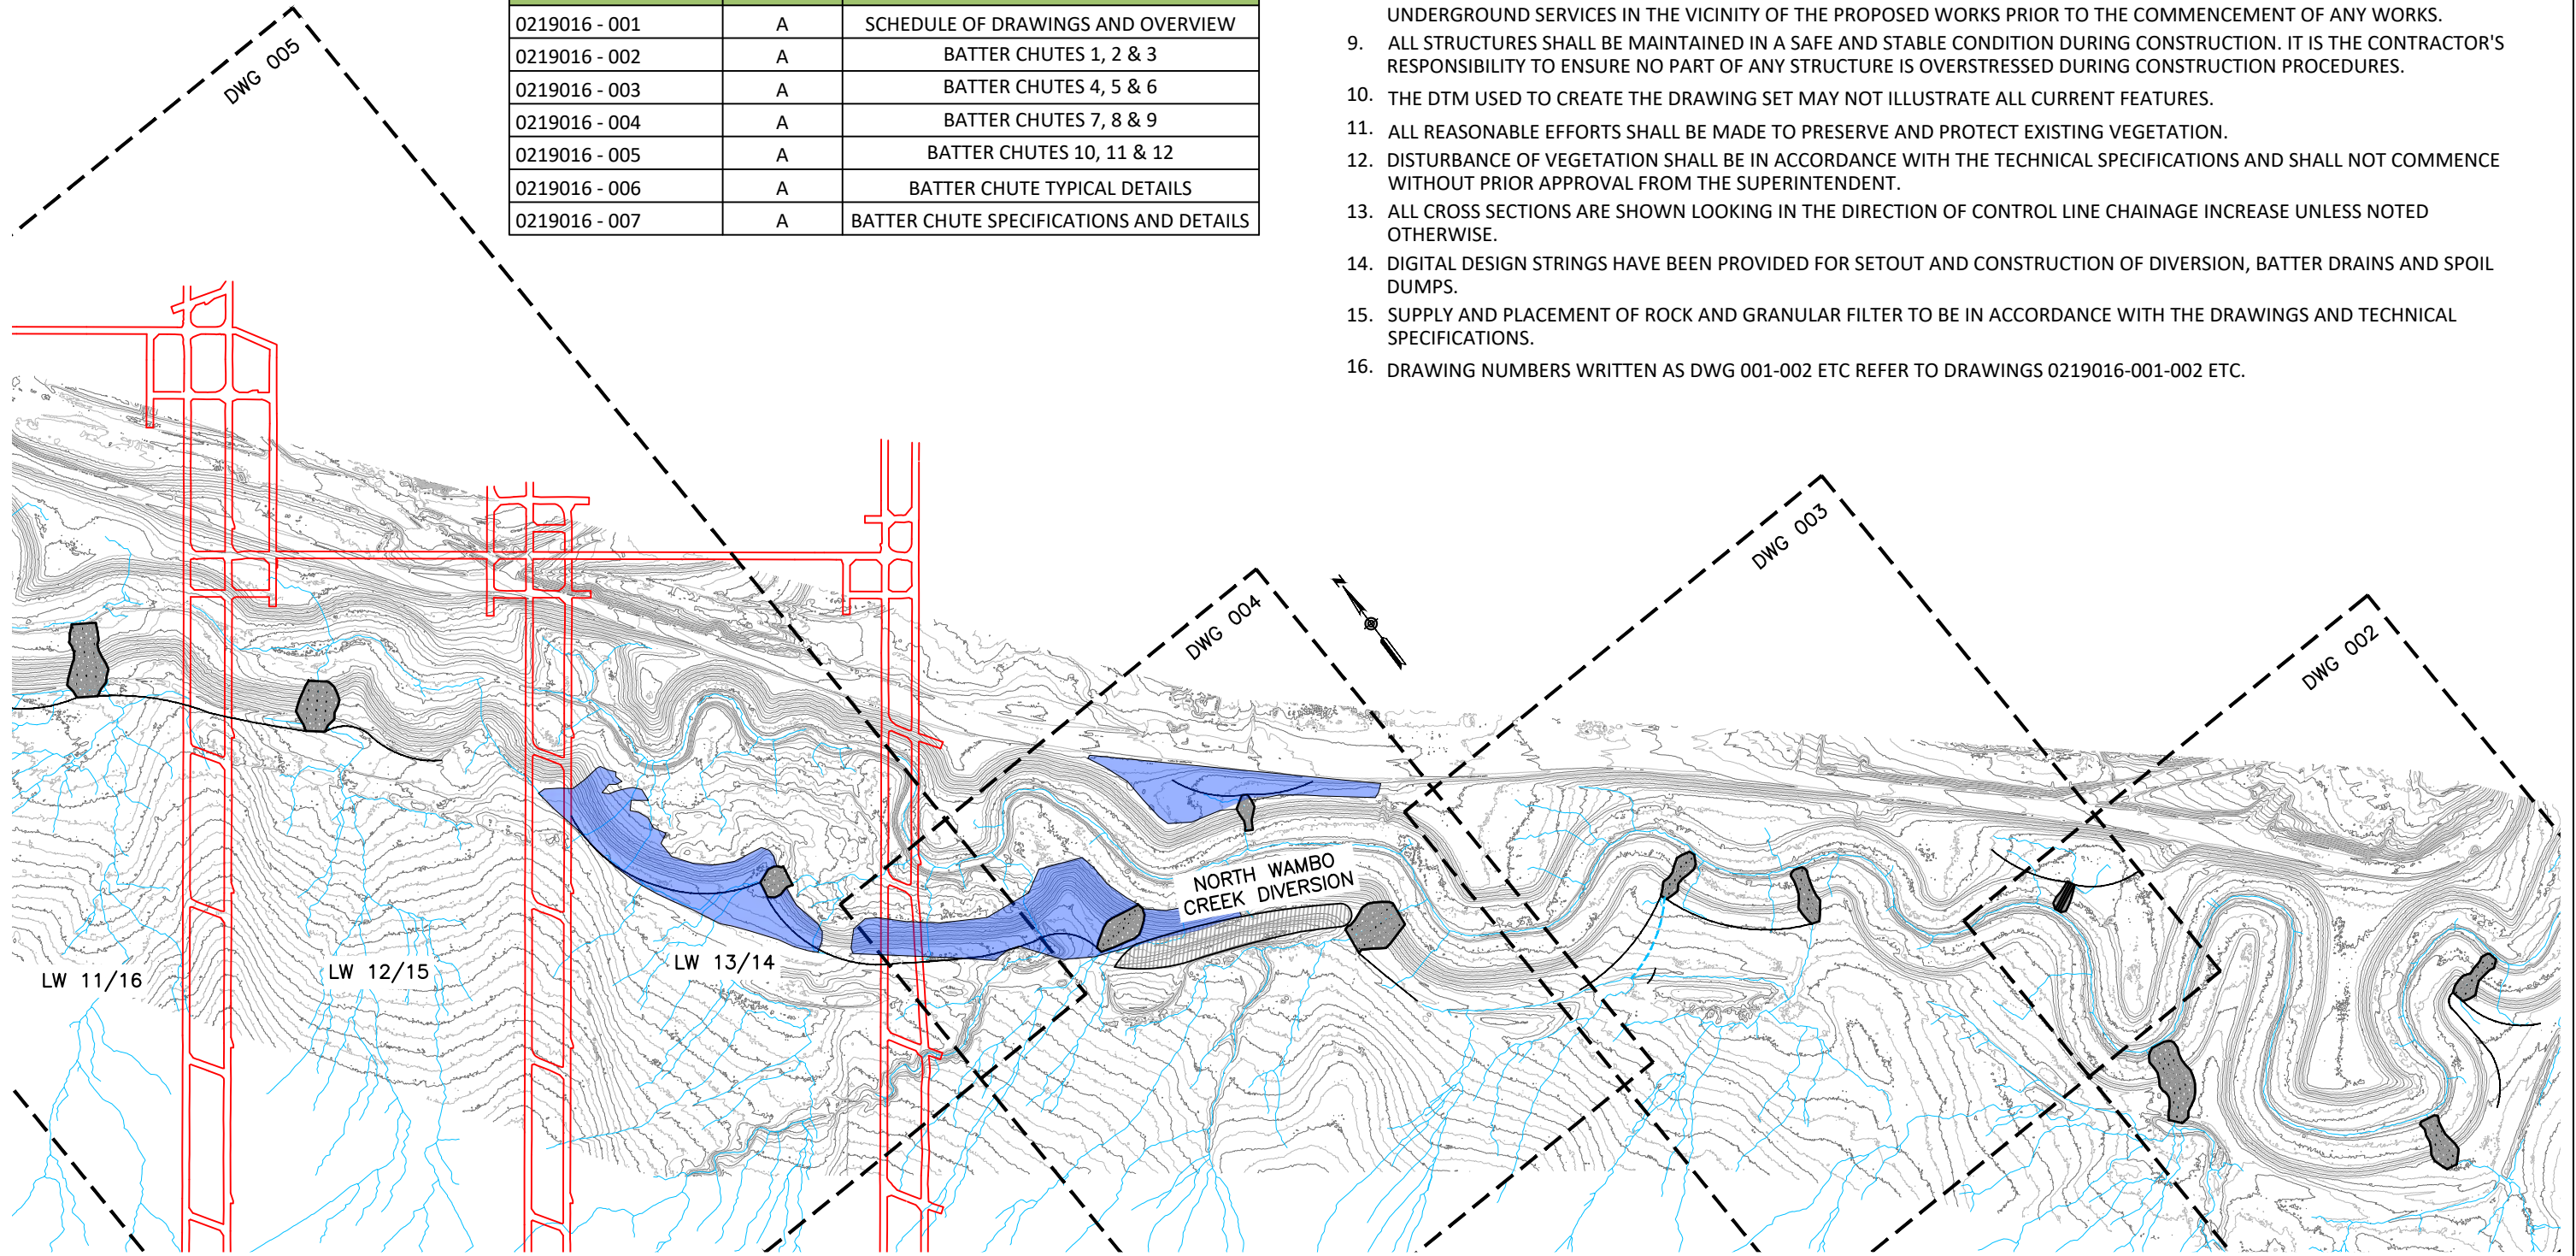 0219016 - 001 A SCHEDULE OF DRAWINGS AND OVERVIEW
0219016 - 002 A BATTER CHUTES 1, 2 & 3
0219016 - 003 A BATTER CHUTES 4, 5 & 6
0219016 - 004 A BATTER CHUTES 7, 8 & 9
0219016 - 005 A BATTER CHUTES 10, 11 & 12
0219016 - 006 A BATTER CHUTE TYPICAL DETAILS
0219016 - 007 A BATTER CHUTE SPECIFICATIONS AND DETAILS
UNDERGROUND SERVICES IN THE VICINITY OF THE PROPOSED WORKS PRIOR TO THE COMMENCEMENT OF ANY WORKS.
9. ALL STRUCTURES SHALL BE MAINTAINED IN A SAFE AND STABLE CONDITION DURING CONSTRUCTION. IT IS THE CONTRACTOR'S
RESPONSIBILITY TO ENSURE NO PART OF ANY STRUCTURE IS OVERSTRESSED DURING CONSTRUCTION PROCEDURES.
10. THE DTM USED TO CREATE THE DRAWING SET MAY NOT ILLUSTRATE ALL CURRENT FEATURES.
11. ALL REASONABLE EFFORTS SHALL BE MADE TO PRESERVE AND PROTECT EXISTING VEGETATION.
12. DISTURBANCE OF VEGETATION SHALL BE IN ACCORDANCE WITH THE TECHNICAL SPECIFICATIONS AND SHALL NOT COMMENCE
WITHOUT PRIOR APPROVAL FROM THE SUPERINTENDENT.
13. ALL CROSS SECTIONS ARE SHOWN LOOKING IN THE DIRECTION OF CONTROL LINE CHAINAGE INCREASE UNLESS NOTED
OTHERWISE.
14. DIGITAL DESIGN STRINGS HAVE BEEN PROVIDED FOR SETOUT AND CONSTRUCTION OF DIVERSION, BATTER DRAINS AND SPOIL
DUMPS.
15. SUPPLY AND PLACEMENT OF ROCK AND GRANULAR FILTER TO BE IN ACCORDANCE WITH THE DRAWINGS AND TECHNICAL
SPECIFICATIONS.
16. DRAWING NUMBERS WRITTEN AS DWG 001-002 ETC REFER TO DRAWINGS 0219016-001-002 ETC.
DWG 005
DWG 004
DWG 003
DWG 002
N
NORTH WAMBO
CREEK DIVERSION
LW 11/16
LW 12/15
LW 13/14